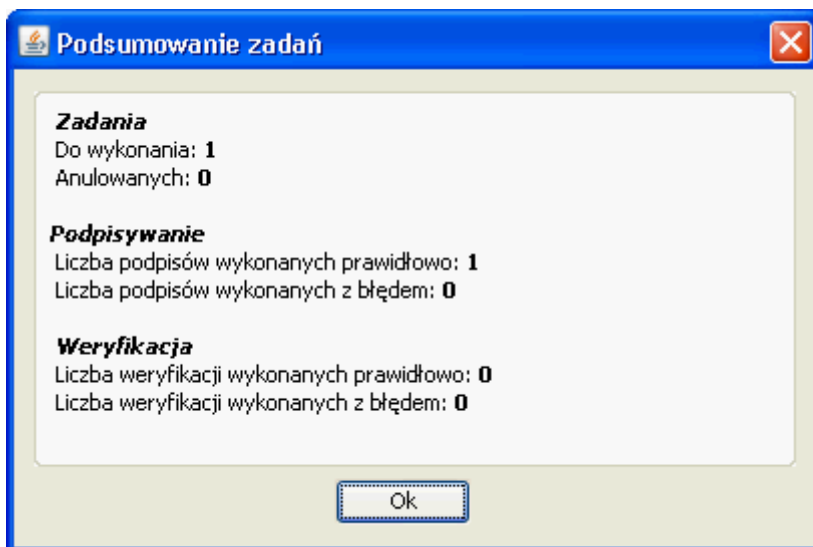 Podsumowanie zadań
Zadania
Do wykonania: 1
Anulowanych: 0
Podpisywanie
Liczba podpisów wykonanych prawidłowo: 1
Liczba podpisów wykonanych z błędem: 0
Weryfikacja
Liczba weryfikacji wykonanych prawidłowo: 0
Liczba weryfikacji wykonanych z błędem: 0
Ok